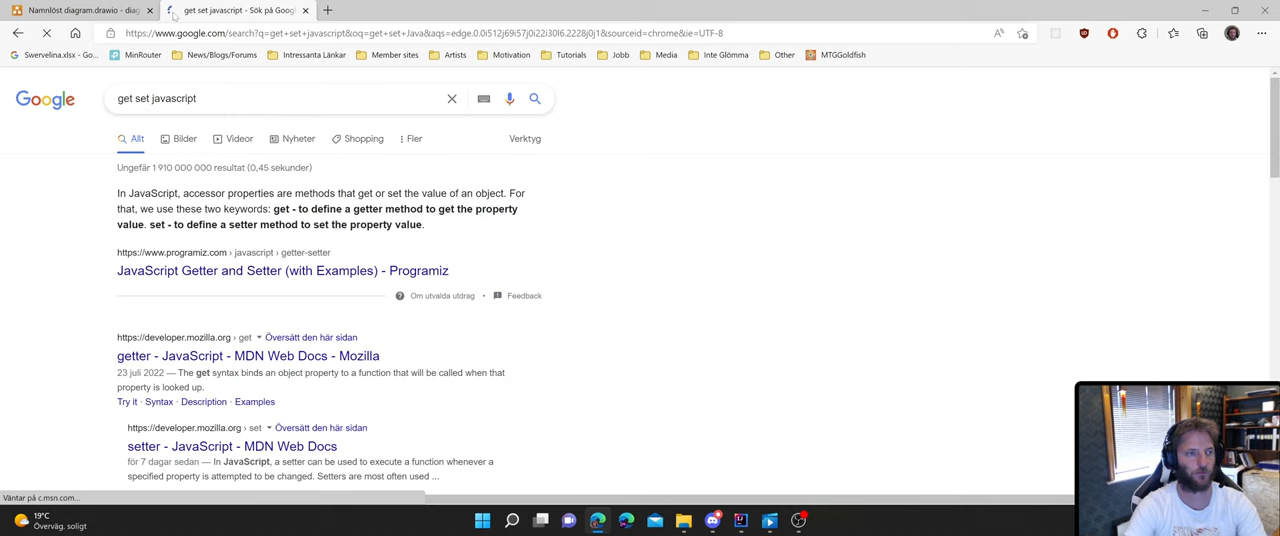 Namnlöst diagram.drawio - diag
get set javascript - Sök på Googl
https://www.google.com/search?q=get+set+javascript&oq=get+set+Java&aqs=edge.0.0i512j69i57j0i22i30l6.2228j0j1&sourceid=chrome&ie=UTF-8
Swervelina.xlsx - Go...
MinRouter
News/Blogs/Forums
Intressanta Länkar
Member sites
Artists
Motivation
Tutorials
Jobb
Media
Inte Glömma
Other
MTGGoldfish
Google
get set javascript
Allt
Bilder
Videor
Nyheter
Shopping
Fler
Verktyg
Ungefär 1 910 000 000 resultat (0,45 sekunder)
In JavaScript, accessor properties are methods that get or set the value of an object. For
that, we use these two keywords: get - to define a getter method to get the property
value. set - to define a setter method to set the property value.
https://www.programiz.com › javascript › getter-setter
JavaScript Getter and Setter (with Examples) - Programiz
Om utvalda utdrag • Feedback
https://developer.mozilla.org › get Översätt den här sidan
getter - JavaScript - MDN Web Docs - Mozilla
23 juli 2022 — The get syntax binds an object property to a function that will be called when that
property is looked up.
Try it · Syntax · Description · Examples
https://developer.mozilla.org › set Översätt den här sidan
setter - JavaScript - MDN Web Docs
för 7 dagar sedan — In JavaScript, a setter can be used to execute a function whenever a
specified property is attempted to be changed. Setters are most often used ...
Väntar på c.msn.com...
19°C
Överväg. soligt